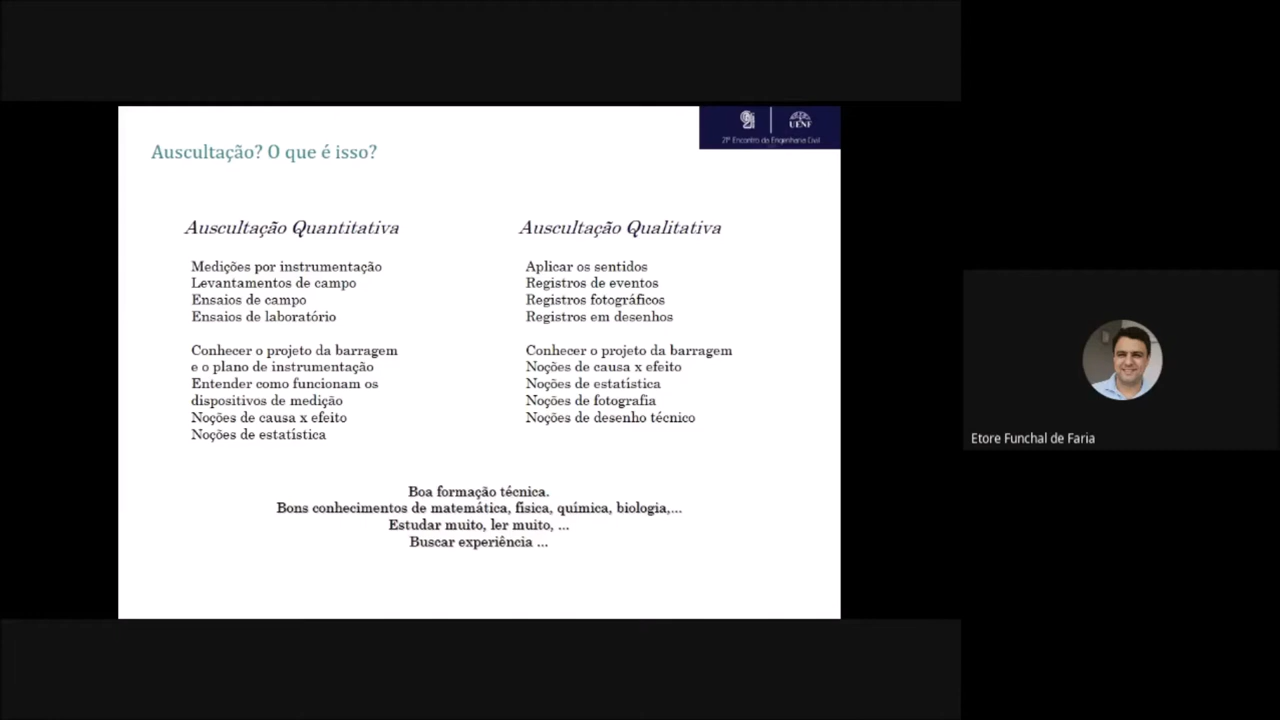 UENF
21º Encontro da Engenharia Civil
Auscultação? O que é isso?
Auscultação Quantitativa
Medições por instrumentação
Levantamentos de campo
Ensaios de campo
Ensaios de laboratório
Conhecer o projeto da barragem
e o plano de instrumentação
Entender como funcionam os
dispositivos de medição
Noções de causa x efeito
Noções de estatística
Auscultação Qualitativa
Aplicar os sentidos
Registros de eventos
Registros fotográficos
Registros em desenhos
Conhecer o projeto da barragem
Noções de causa x efeito
Noções de estatística
Noções de fotografia
Noções de desenho técnico
Boa formação técnica.
Bons conhecimentos de matemática, física, química, biologia,...
Estudar muito, ler muito, ...
Buscar experiência ...
Etore Funchal de Faria